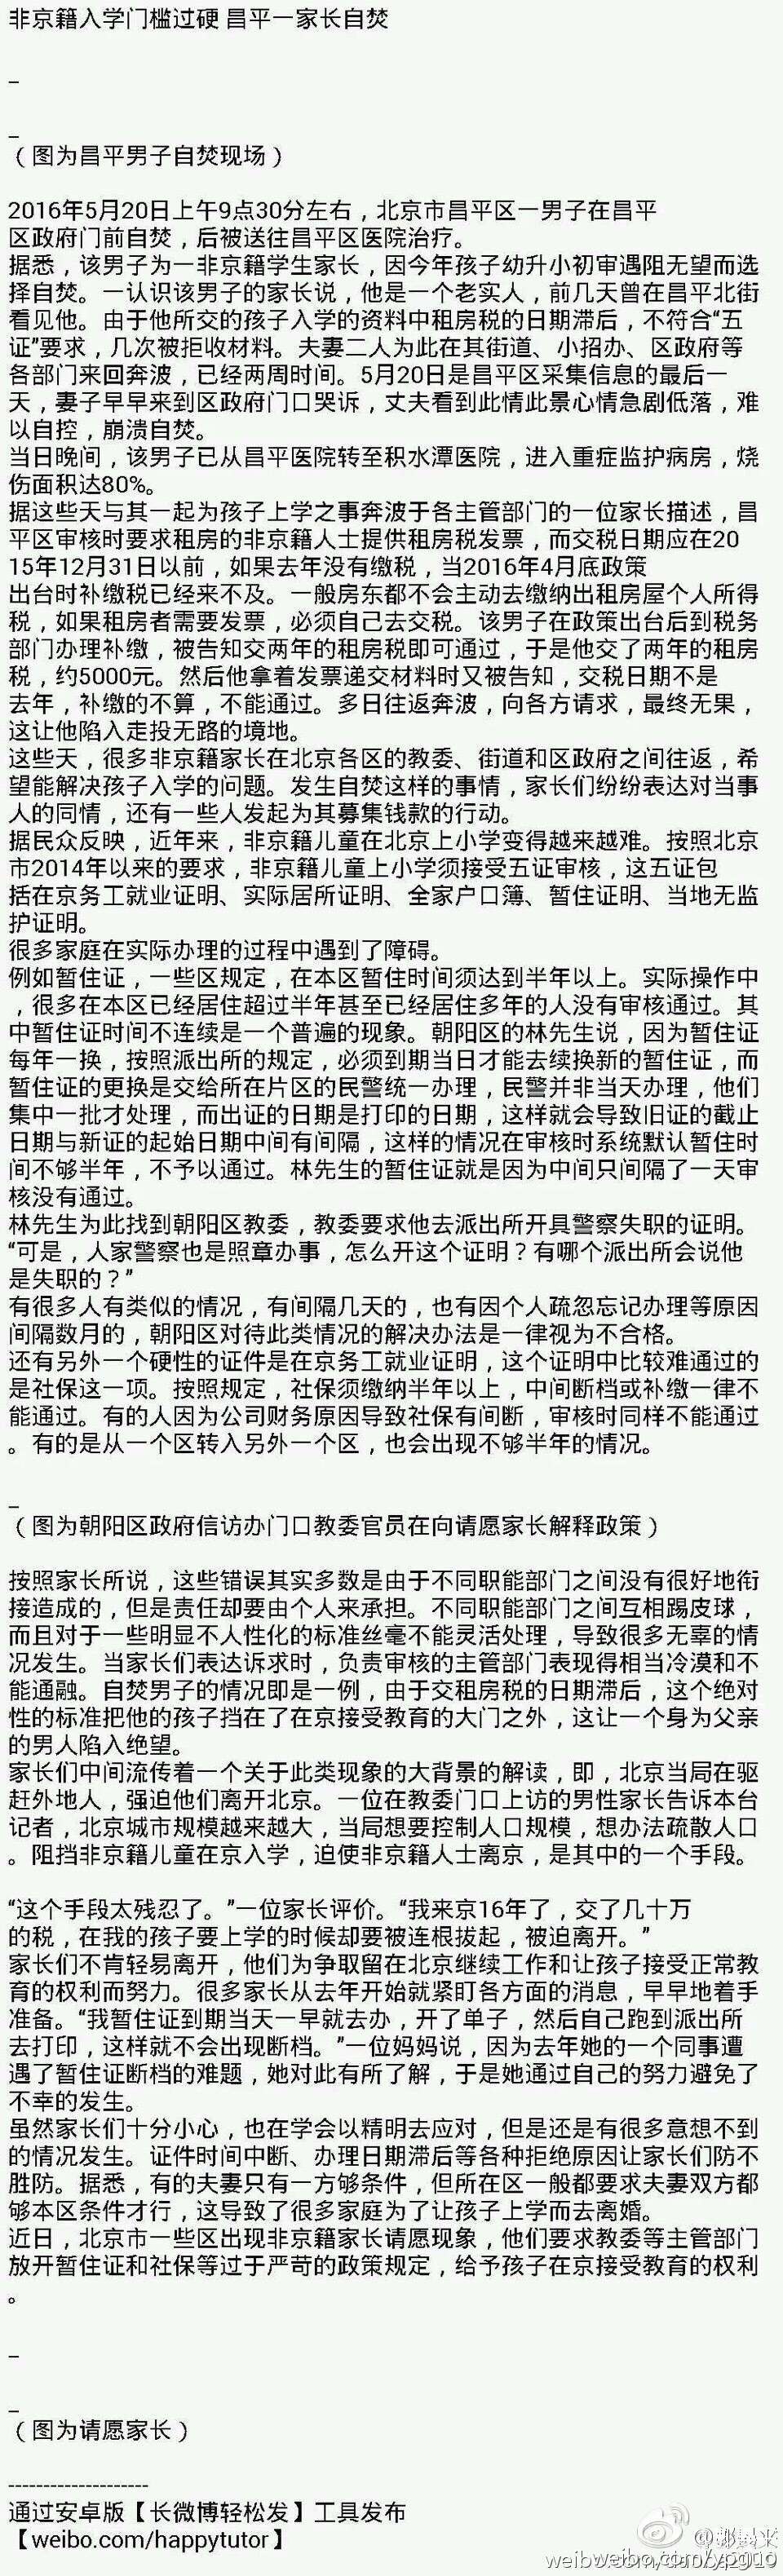 非京籍入学门槛过硬 昌平一家长自焚
_
_
（图为昌平男子自焚现场）
2016年5月20日上午9点30分左右，北京市昌平区一男子在昌平
区政府门前自焚，后被送往昌平区医院治疗。
据悉，该男子为一非京籍学生家长，因今年孩子幼升小初审遇阻无望而选
择自焚。一认识该男子的家长说，他是一个老实人，前几天曾在昌平北街
看见他。由于他所交的孩子入学的资料中租房税的日期滞后，不符合“五
证”要求，几次被拒收材料。夫妻二人为此在其街道、小招办、区政府等
各部门来回奔波，已经两周时间。5月20日是昌平区采集信息的最后一
天，妻子早早来到区政府门口哭诉，丈夫看到此情此景心情急剧低落，难
以自控，崩溃自焚。
当日晚间，该男子已从昌平医院转至积水潭医院，进入重症监护病房，烧
伤面积达80%。
据这些天与其一起为孩子上学之事奔波于各主管部门的一位家长描述，昌
平区审核时要求租房的非京籍人士提供租房税发票，而交税日期应在20
15年12月31日以前，如果去年没有缴税，当2016年4月底政策
出台时补缴税已经来不及。一般房东都不会主动去缴纳出租房屋个人所得
税，如果租房者需要发票，必须自己去交税。该男子在政策出台后到税务
部门办理补缴，被告知交两年的租房税即可通过，于是他交了两年的租房
税，约5000元。然后他拿着发票递交材料时又被告知，交税日期不是
去年，补缴的不算，不能通过。多日往返奔波，向各方请求，最终无果，
这让他陷入走投无路的境地。
这些天，很多非京籍家长在北京各区的教委、街道和区政府之间往返，希
望能解决孩子入学的问题。发生自焚这样的事情，家长们纷纷表达对当事
人的同情，还有一些人发起为其募集钱款的行动。
据民众反映，近年来，非京籍儿童在北京上小学变得越来越难。按照北京
市2014年以来的要求，非京籍儿童上小学须接受五证审核，这五证包
括在京务工就业证明、实际居所证明、全家户口簿、暂住证明、当地无监
护证明。
很多家庭在实际办理的过程中遇到了障碍。
例如暂住证，一些区规定，在本区暂住时间须达到半年以上。实际操作中
，很多在本区已经居住超过半年甚至已经居住多年的人没有审核通过。其
中暂住证时间不连续是一个普遍的现象。朝阳区的林先生说，因为暂住证
每年一换，按照派出所的规定，必须到期当日才能去续换新的暂住证，而
暂住证的更换是交给所在片区的民警统一办理，民警并非当天办理，他们
集中一批才处理，而出证的日期是打印的日期，这样就会导致旧证的截止
日期与新证的起始日期中间有间隔，这样的情况在审核时系统默认暂住时
间不够半年，不予以通过。林先生的暂住证就是因为中间只间隔了一天审
核没有通过。
林先生为此找到朝阳区教委，教委要求他去派出所开具警察失职的证明。
“可是，人家警察也是照章办事，怎么开这个证明？有哪个派出所会说他
是失职的？”
有很多人有类似的情况，有间隔几天的，也有因个人疏忽忘记办理等原因
间隔数月的，朝阳区对待此类情况的解决办法是一律视为不合格。
还有另外一个硬性的证件是在京务工就业证明，这个证明中比较难通过的
是社保这一项。按照规定，社保须缴纳半年以上，中间断档或补缴一律不
能通过。有的人因为公司财务原因导致社保有间断，审核时同样不能通过
。有的是从一个区转入另外一个区，也会出现不够半年的情况。
_
（图为朝阳区政府信访办门口教委官员在向请愿家长解释政策）
按照家长所说，这些错误其实多数是由于不同职能部门之间没有很好地衔
接造成的，但是责任却要由个人来承担。不同职能部门之间互相踢皮球，
而且对于一些明显不人性化的标准丝毫不能灵活处理，导致很多无辜的情
况发生。当家长们表达诉求时，负责审核的主管部门表现得相当冷漠和不
能通融。自焚男子的情况即是一例，由于交租房税的日期滞后，这个绝对
性的标准把他的孩子挡在了在京接受教育的大门之外，这让一个身为父亲
的男人陷入绝望。
家长们中间流传着一个关于此类现象的大背景的解读，即，北京当局在驱
赶外地人，强迫他们离开北京。一位在教委门口上访的男性家长告诉本台
记者，北京城市规模越来越大，当局想要控制人口规模，想办法疏散人口
。阻挡非京籍儿童在京入学，迫使非京籍人士离京，是其中的一个手段。
“这个手段太残忍了。”一位家长评价。“我来京16年了，交了几十万
的税，在我的孩子要上学的时候却要被连根拔起，被迫离开。”
家长们不肯轻易离开，他们为争取留在北京继续工作和让孩子接受正常教
育的权利而努力。很多家长从去年开始就紧盯各方面的消息，早早地着手
准备。“我暂住证到期当天一早就去办，开了单子，然后自己跑到派出所
去打印，这样就不会出现断档。”一位妈妈说，因为去年她的一个同事遭
遇了暂住证断档的难题，她对此有所了解，于是她通过自己的努力避免了
不幸的发生。
虽然家长们十分小心，也在学会以精明去应对，但是还是有很多意想不到
的情况发生。证件时间中断、办理日期滞后等各种拒绝原因让家长们防不
胜防。据悉，有的夫妻只有一方够条件，但所在区一般都要求夫妻双方都
够本区条件才行，这导致了很多家庭为了让孩子上学而去离婚。
近日，北京市一些区出现非京籍家长请愿现象，他们要求教委等主管部门
放开暂住证和社保等过于严苛的政策规定，给予孩子在京接受教育的权利
。
_
_
（图为请愿家长）
--------------------
通过安卓版【长微博轻松发】工具发布
【weibo.com/happytutor】